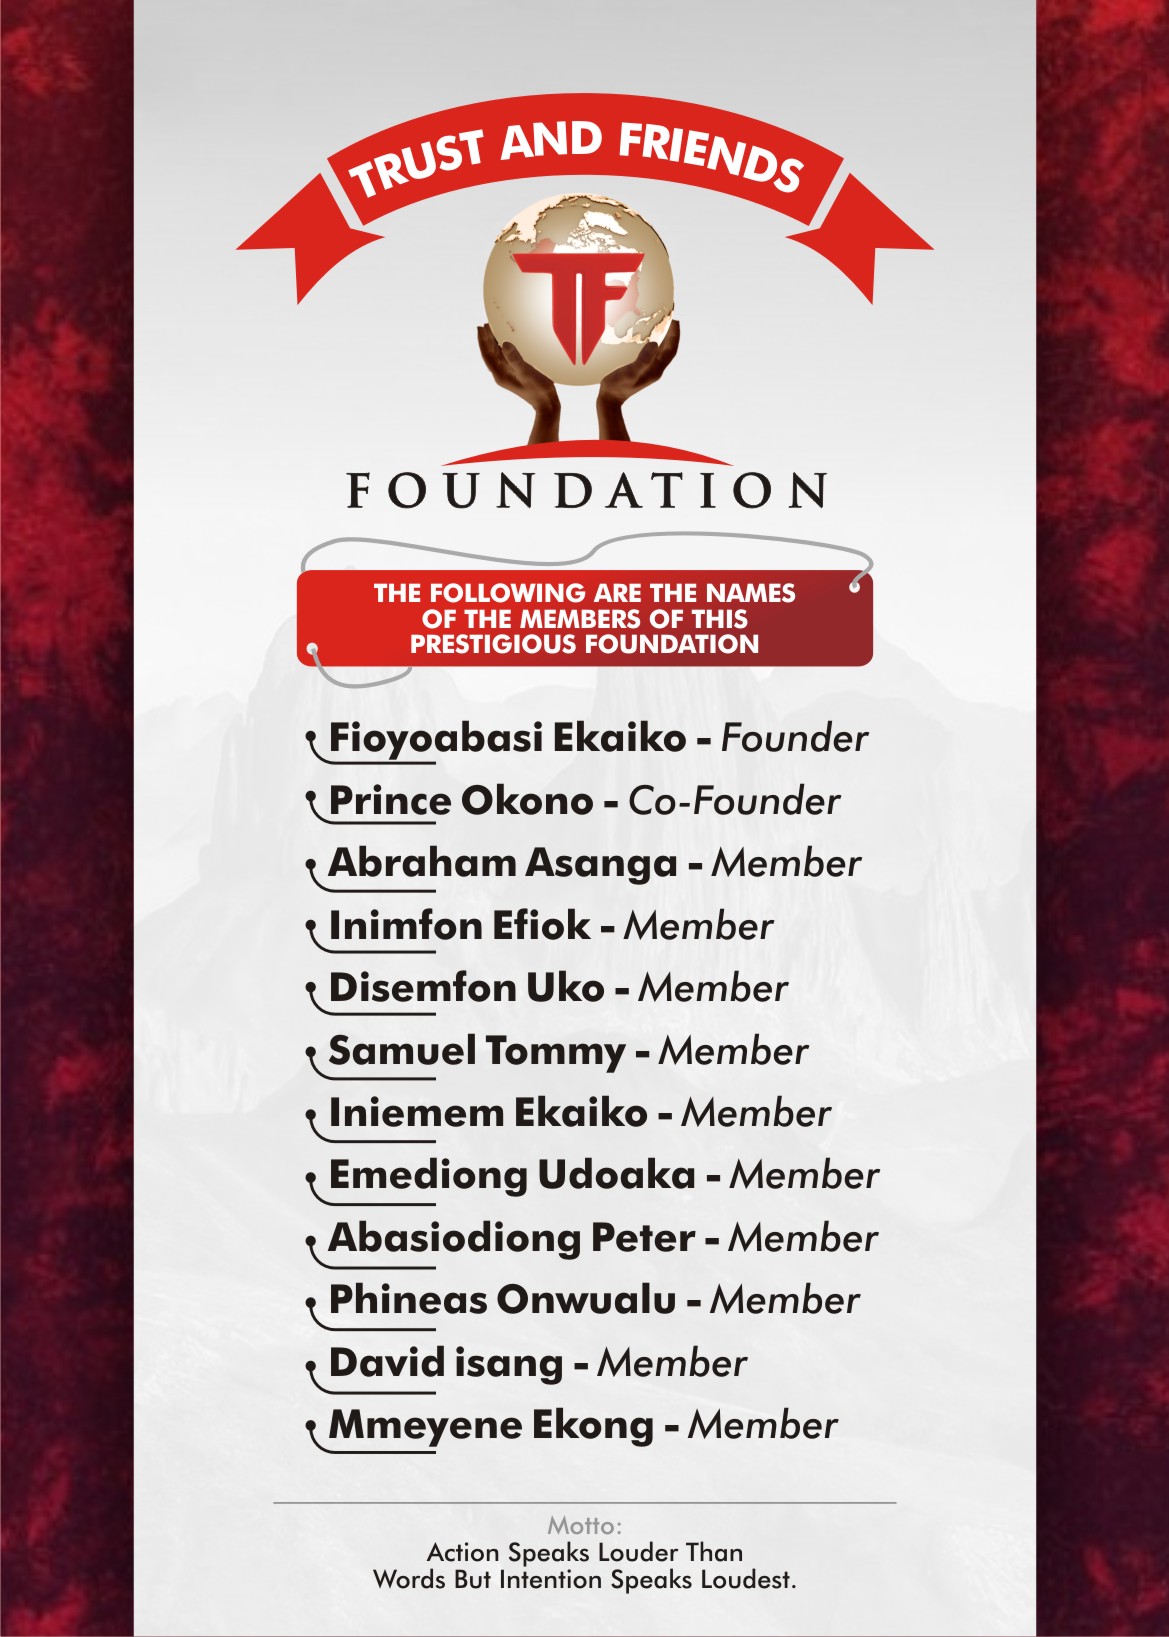 TRUST AND FRIENDS
TF
FOUNDATION
THE FOLLOWING ARE THE NAMES
OF THE MEMBERS OF THIS
PRESTIGIOUS FOUNDATION
Fioyoabasi Ekaiko - Founder
Prince Okono - Co-Founder
Abraham Asanga - Member
Inimfon Efiok - Member
Disemfon Uko - Member
Samuel Tommy - Member
Iniemem Ekaiko - Member
Emediong Udoaka - Member
Abasiodiong Peter - Member
Phineas Onwualu - Member
David isang - Member
Mmeyene Ekong - Member
Motto:
Action Speaks Louder Than
Words But Intention Speaks Loudest.